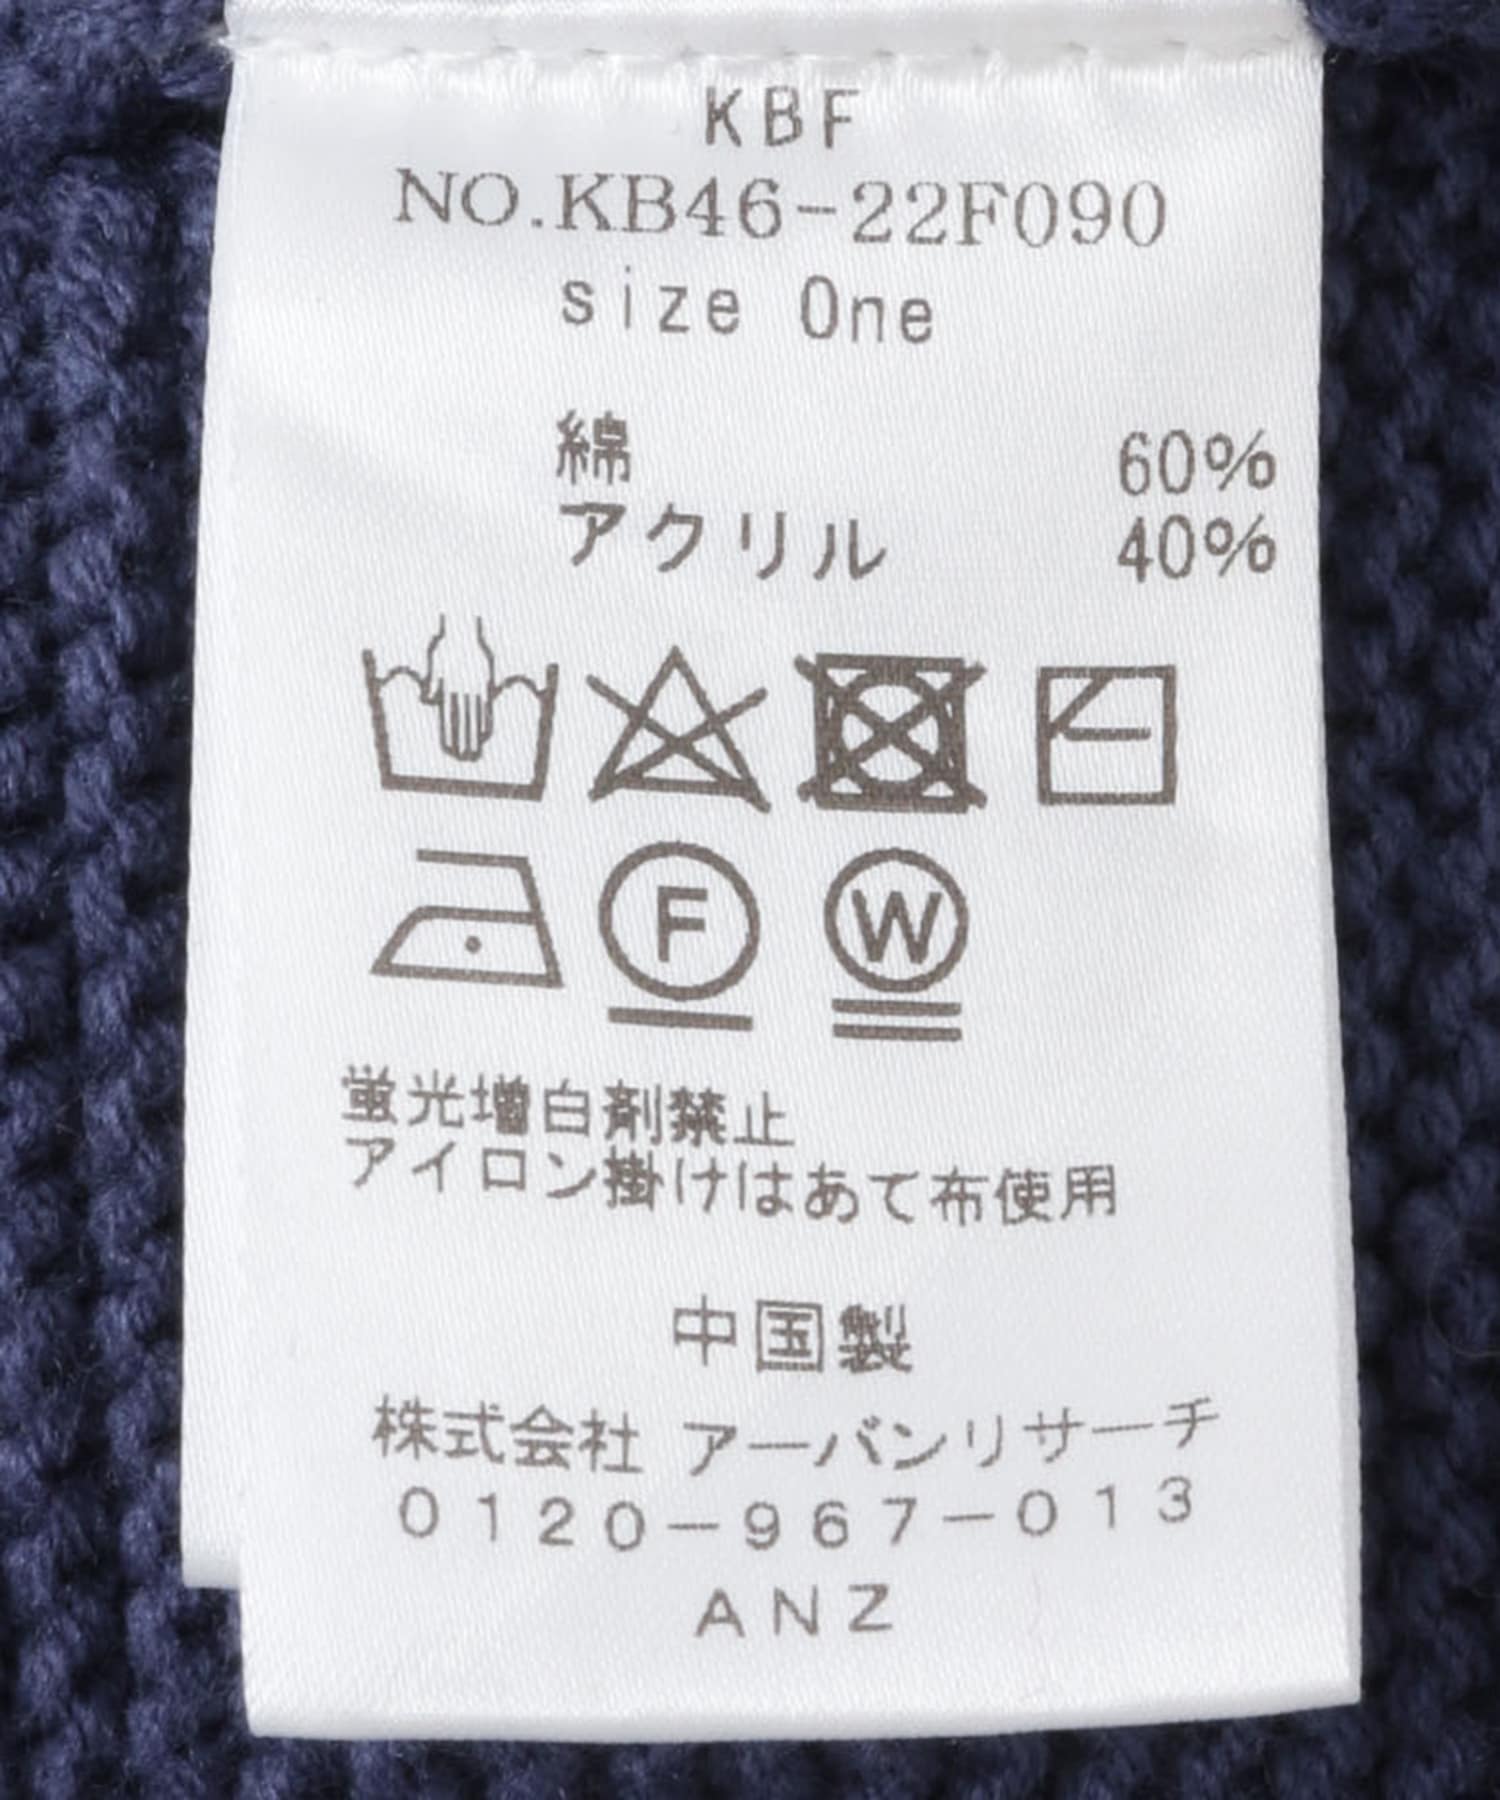 KBF
NO.KB46-22F090
size One
綿 60%
アクリル 40%
F W
蛍光増白剤禁止
アイロン掛けはあて布使用
中国製
株式会社 アーバンリサーチ
0120-967-013
ANZ